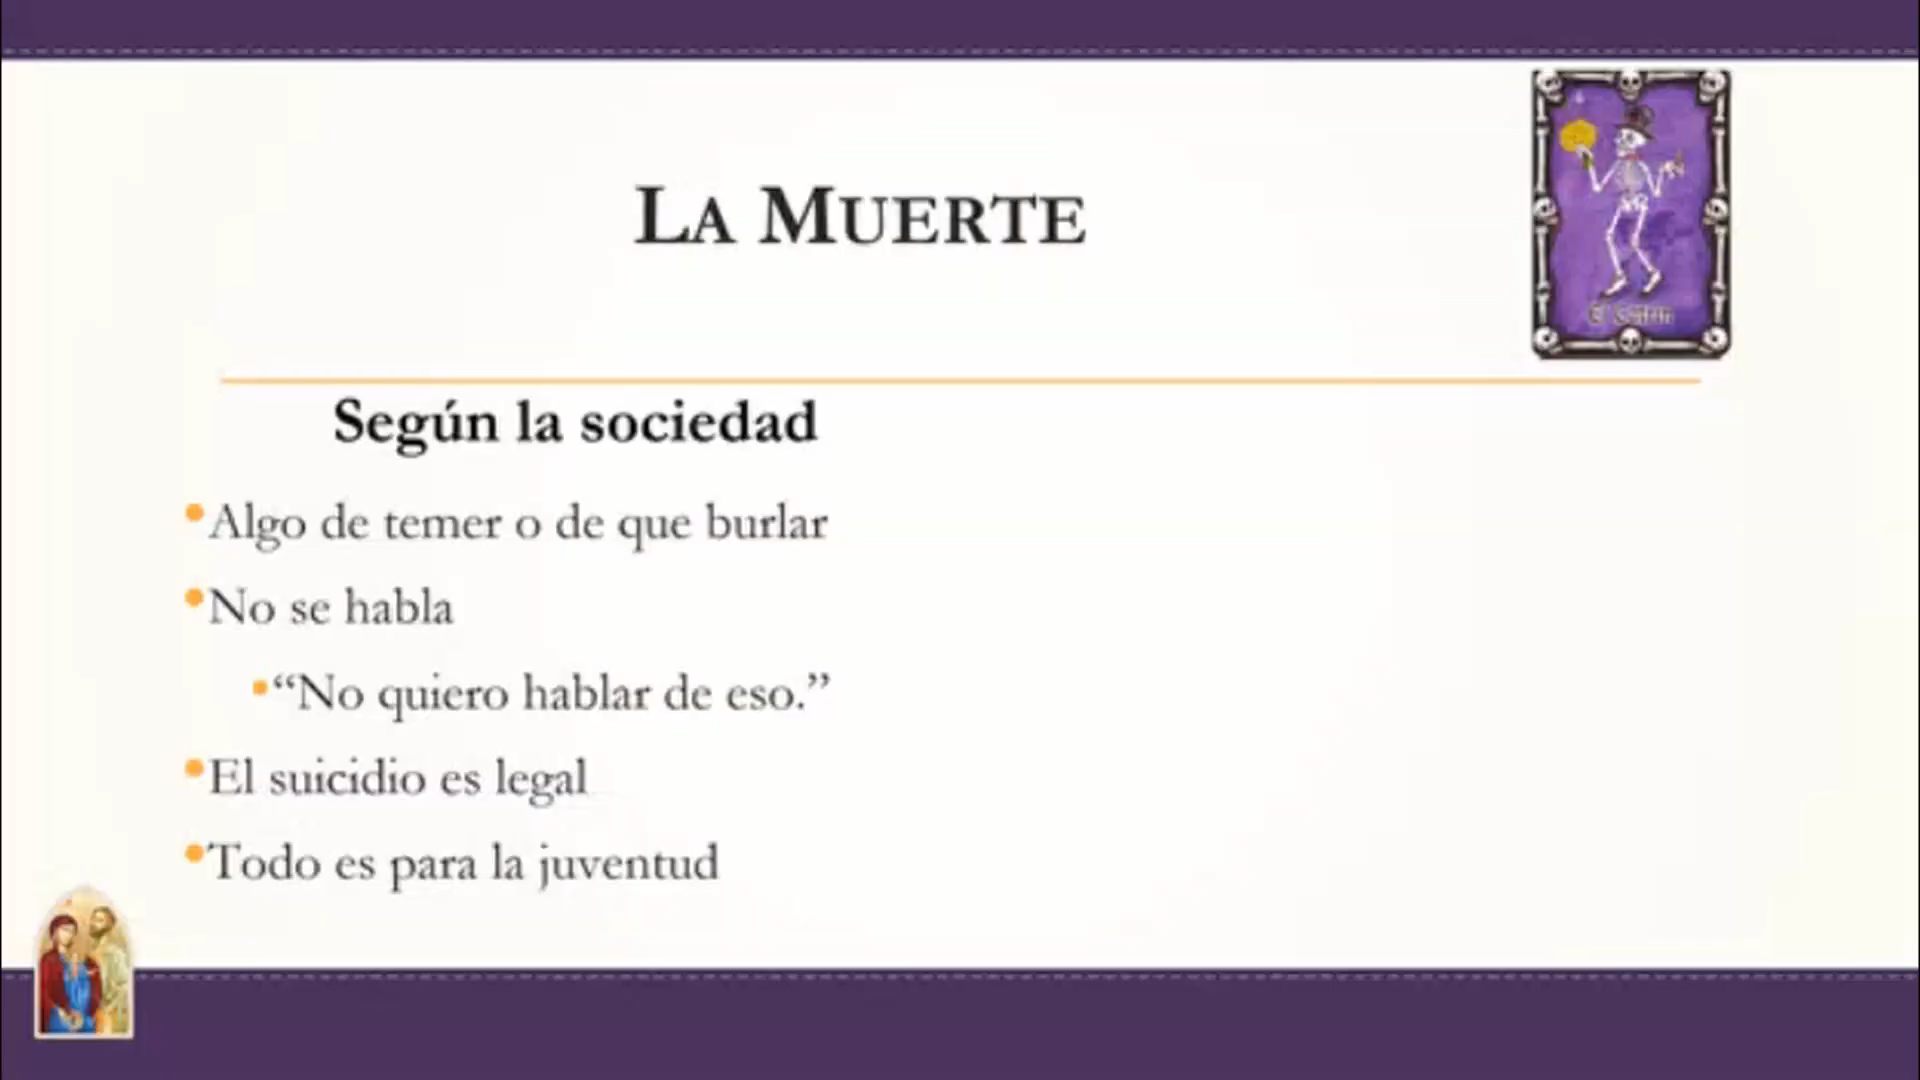 La Muerte
Según la sociedad
Algo de temer o de que burlar
No se habla
“No quiero hablar de eso.”
El suicidio es legal
Todo es para la juventud